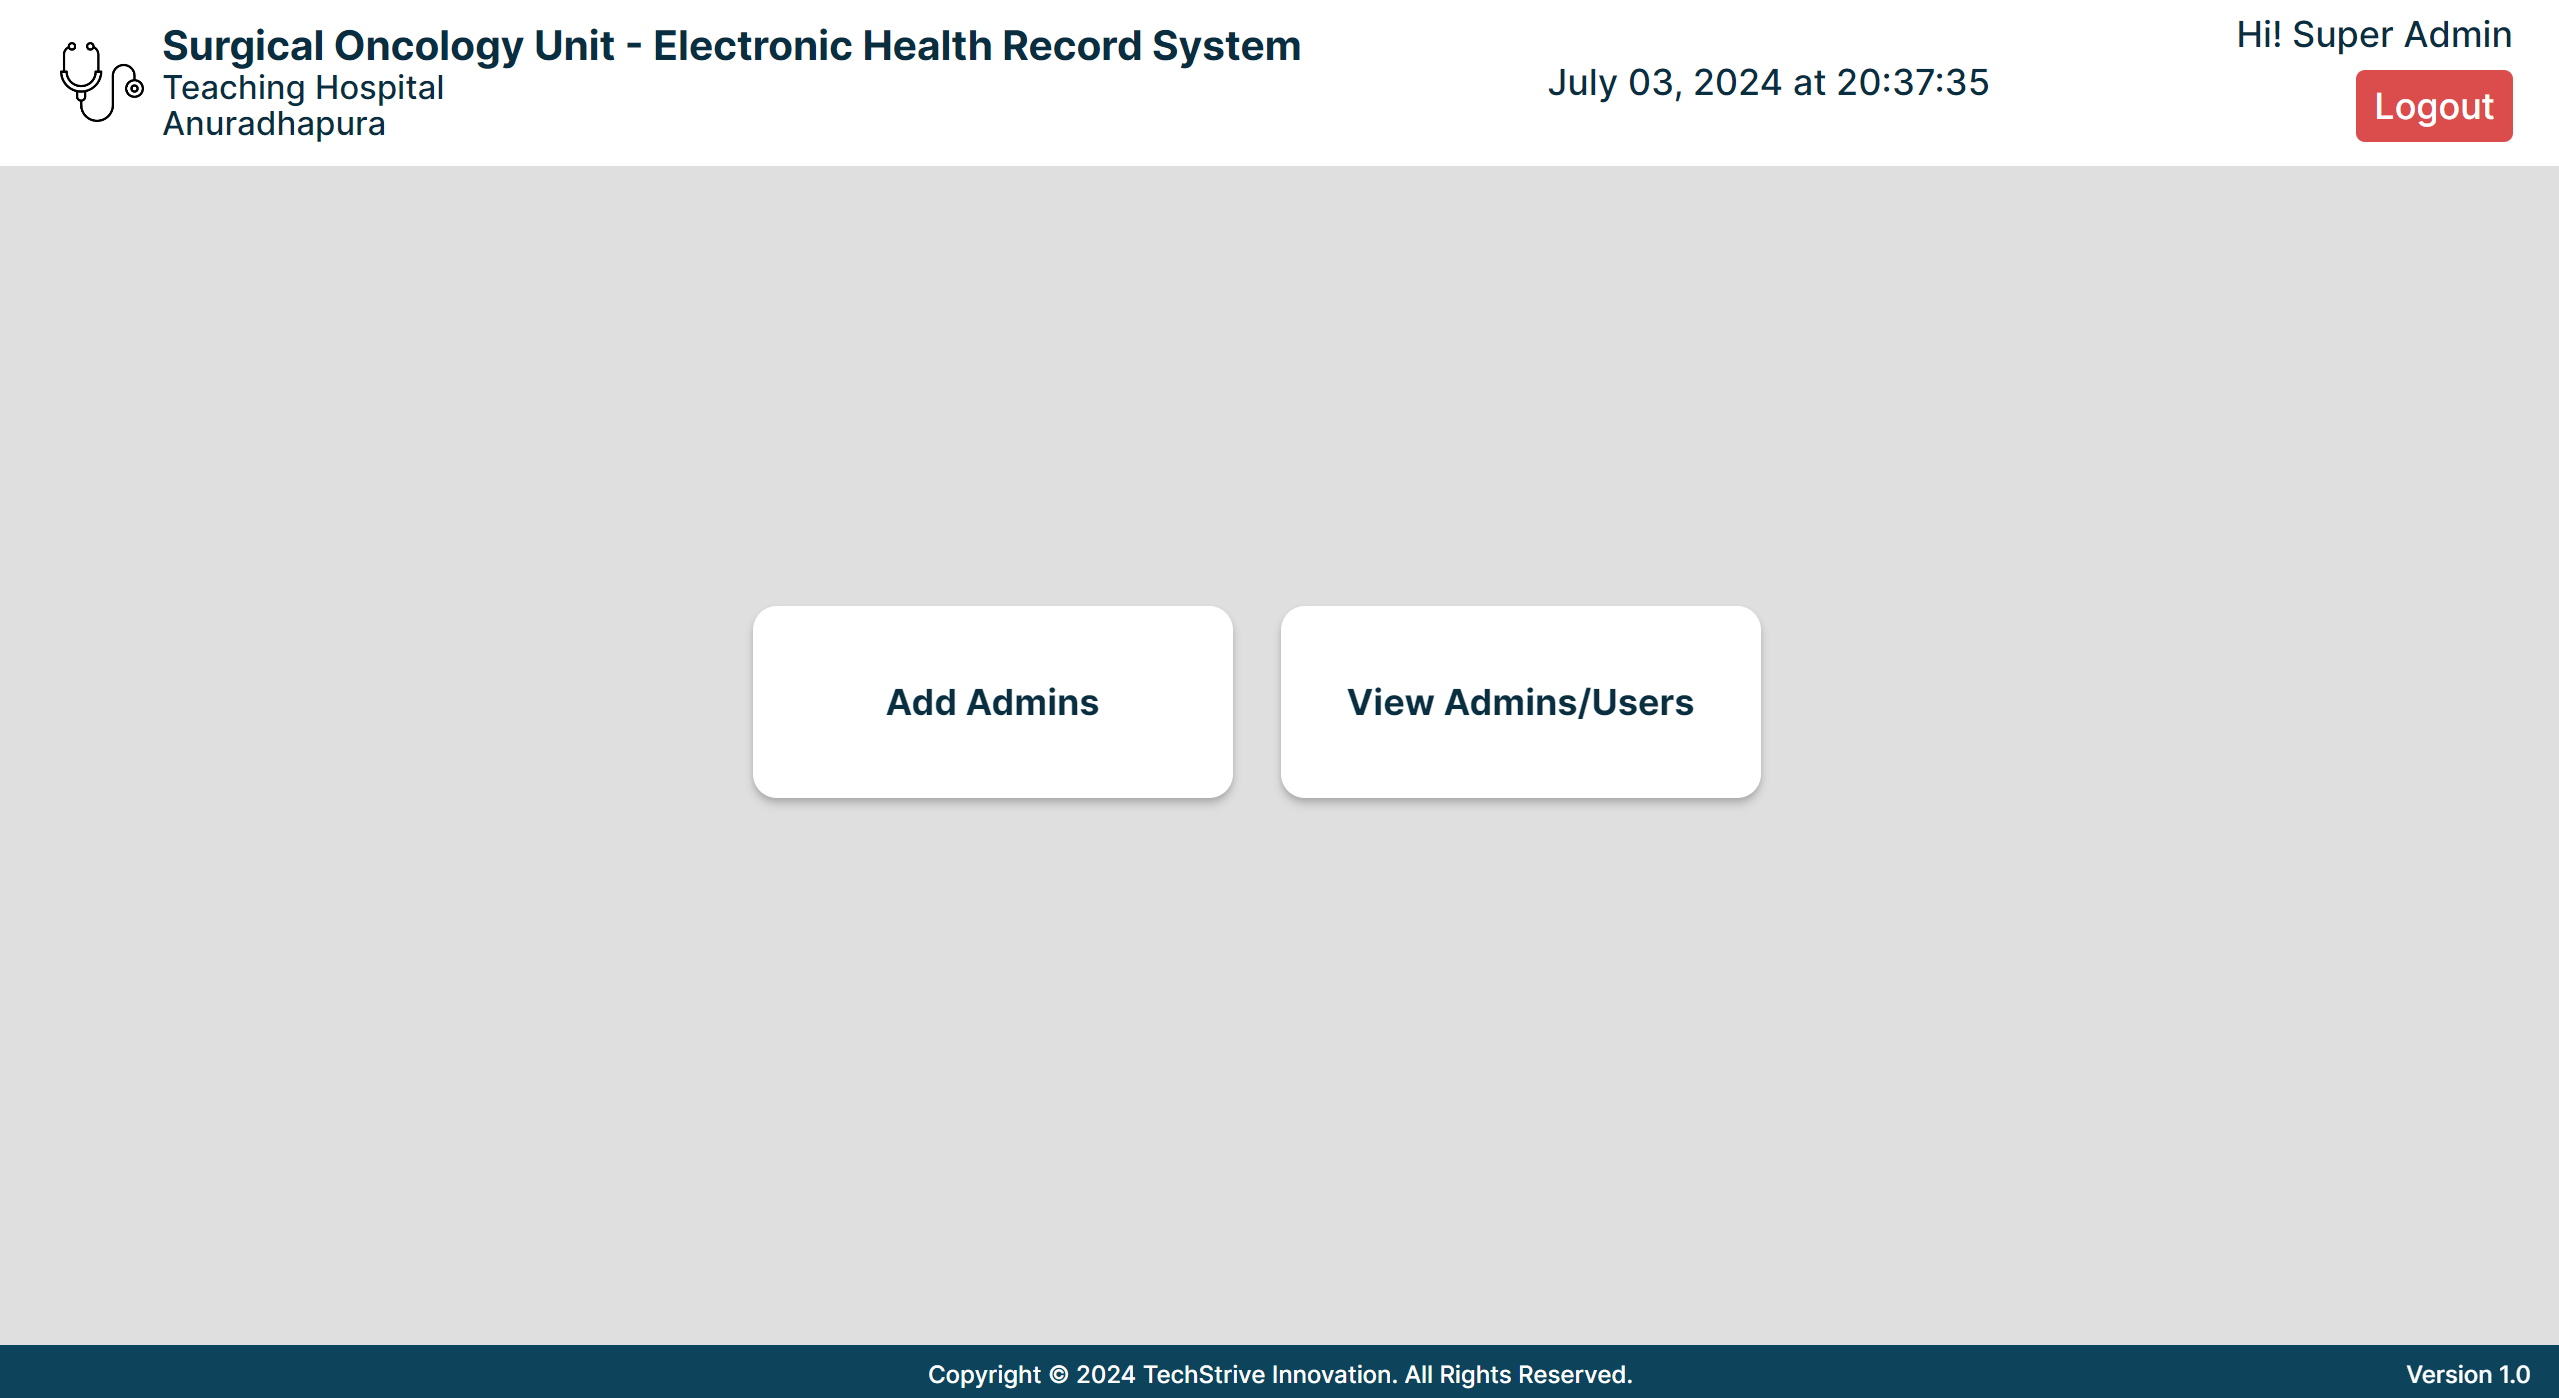 Surgical Oncology Unit - Electronic Health Record System
Teaching Hospital
Anuradhapura
July 03, 2024 at 20:37:35
Hi! Super Admin
Logout
Add Admins
View Admins/Users
Copyright © 2024 TechStrive Innovation. All Rights Reserved.
Version 1.0